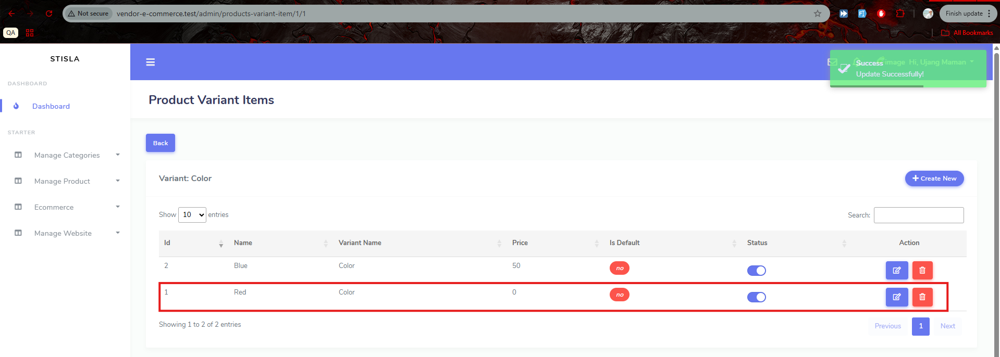 Not secure vendor-e-commerce.test/admin/products-variant-item/1/1 Finish update
QA All Bookmarks
STISLA
DASHBOARD
Dashboard
STARTER
Manage Categories
Manage Product
Ecommerce
Manage Website
image Hi, Ujang Maman
Success
Update Successfully!
Product Variant Items
Back
Variant: Color
Create New
Show 10 entries
Search:
Id Name Variant Name Price Is Default Status Action
2 Blue Color 50 no
1 Red Color 0 no
Showing 1 to 2 of 2 entries
Previous 1 Next